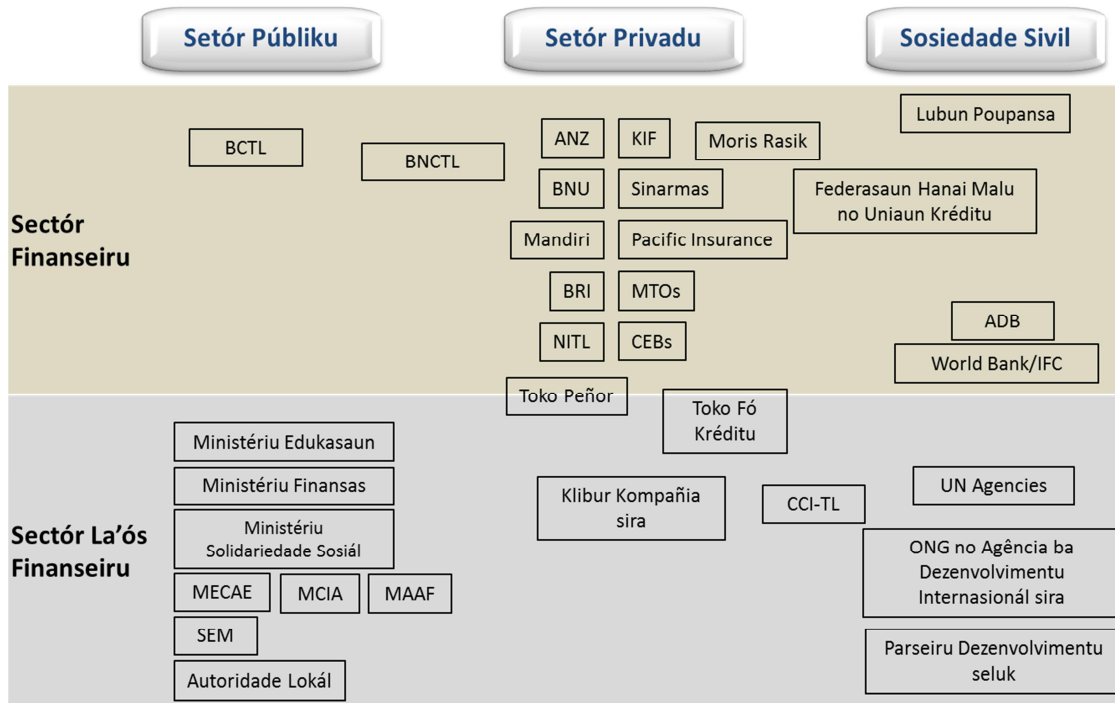 Setór Públiku
Setór Privadu
Sosiedade Sivil
Sectór
Finanseiru
BCTL
BNCTL
ANZ
KIF
Moris Rasik
BNU
Sinarmas
Mandiri
Pacific Insurance
BRI
MTOs
NITL
CEBs
Toko Peñor
Toko Fó
Kréditu
Lubun Poupansa
Federasaun Hanai Malu
no Uniaun Kréditu
ADB
World Bank/IFC
Sectór La’ós
Finanseiru
Ministériu Edukasaun
Ministériu Finansas
Ministériu
Solidariedade Sosiál
MECAE
MCIA
MAAF
SEM
Autoridade Lokál
Klibur Kompañia
sira
CCI-TL
UN Agencies
ONG no Agência ba
Dezenvolvimentu
Internasionál sira
Parseiru Dezenvolvimentu
seluk